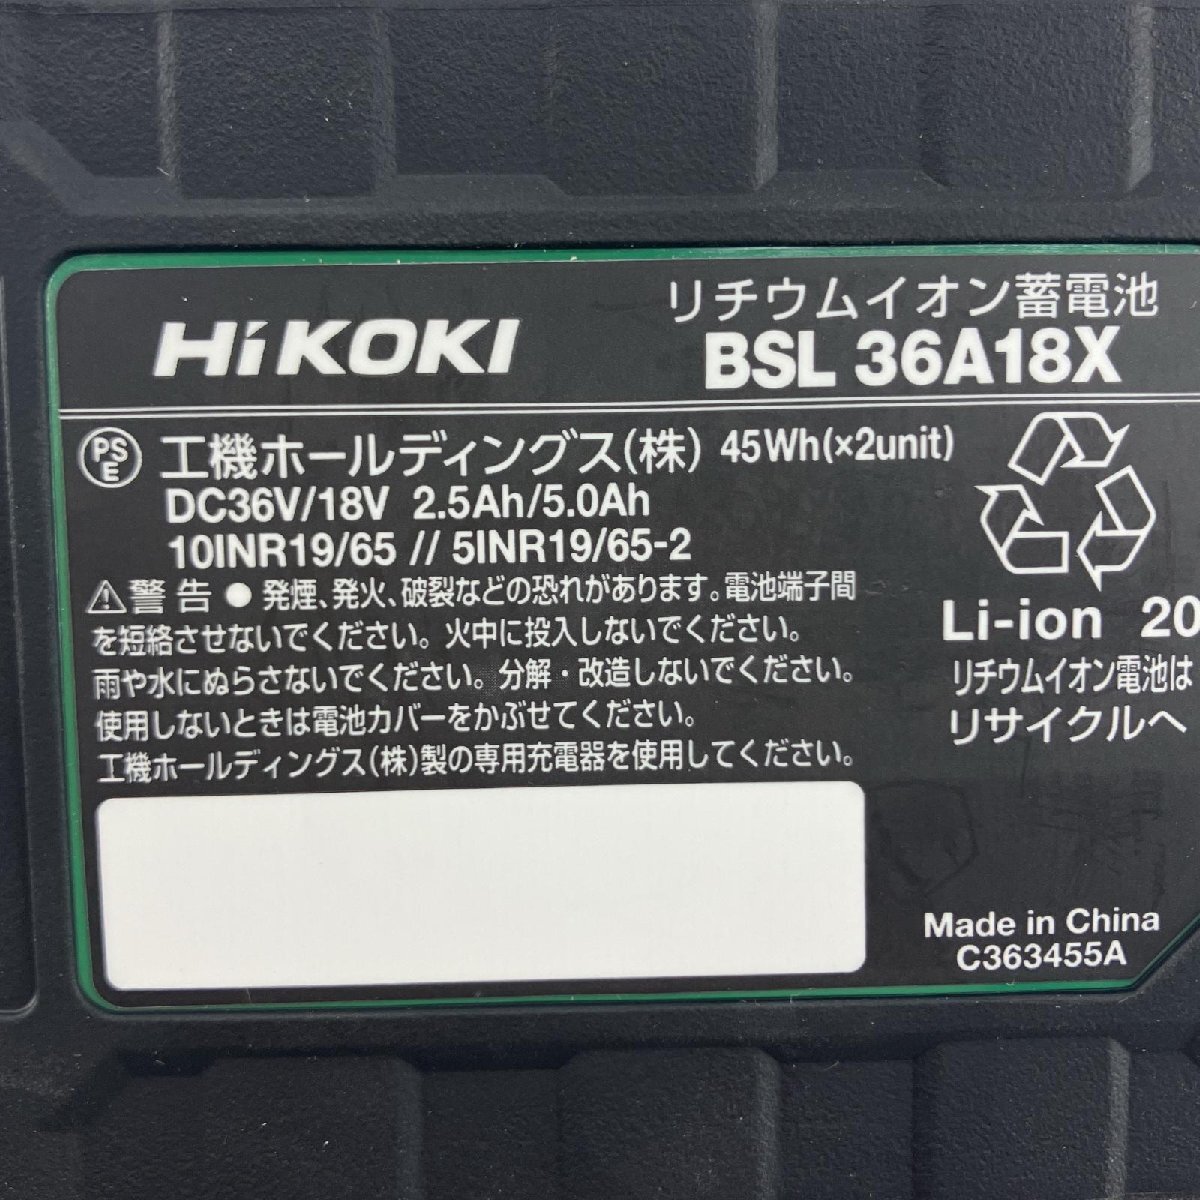 HiKOKI
リチウムイオン蓄電池
BSL 36A18X
PS
E
工機ホールディングス(株) 45Wh(×2unit)
DC36V/18V 2.5Ah/5.0Ah
10INR19/65 // 5INR19/65-2
⚠警告 ● 発煙、発火、破裂などの恐れがあります。電池端子間
を短絡させないでください。火中に投入しないでください。
雨や水にぬらさないでください。分解・改造しないでください。
使用しないときは電池カバーをかぶせてください。
工機ホールディングス(株)製の専用充電器を使用してください。
Li-ion 20
リチウムイオン電池は
リサイクルへ
Made in China
C363455A